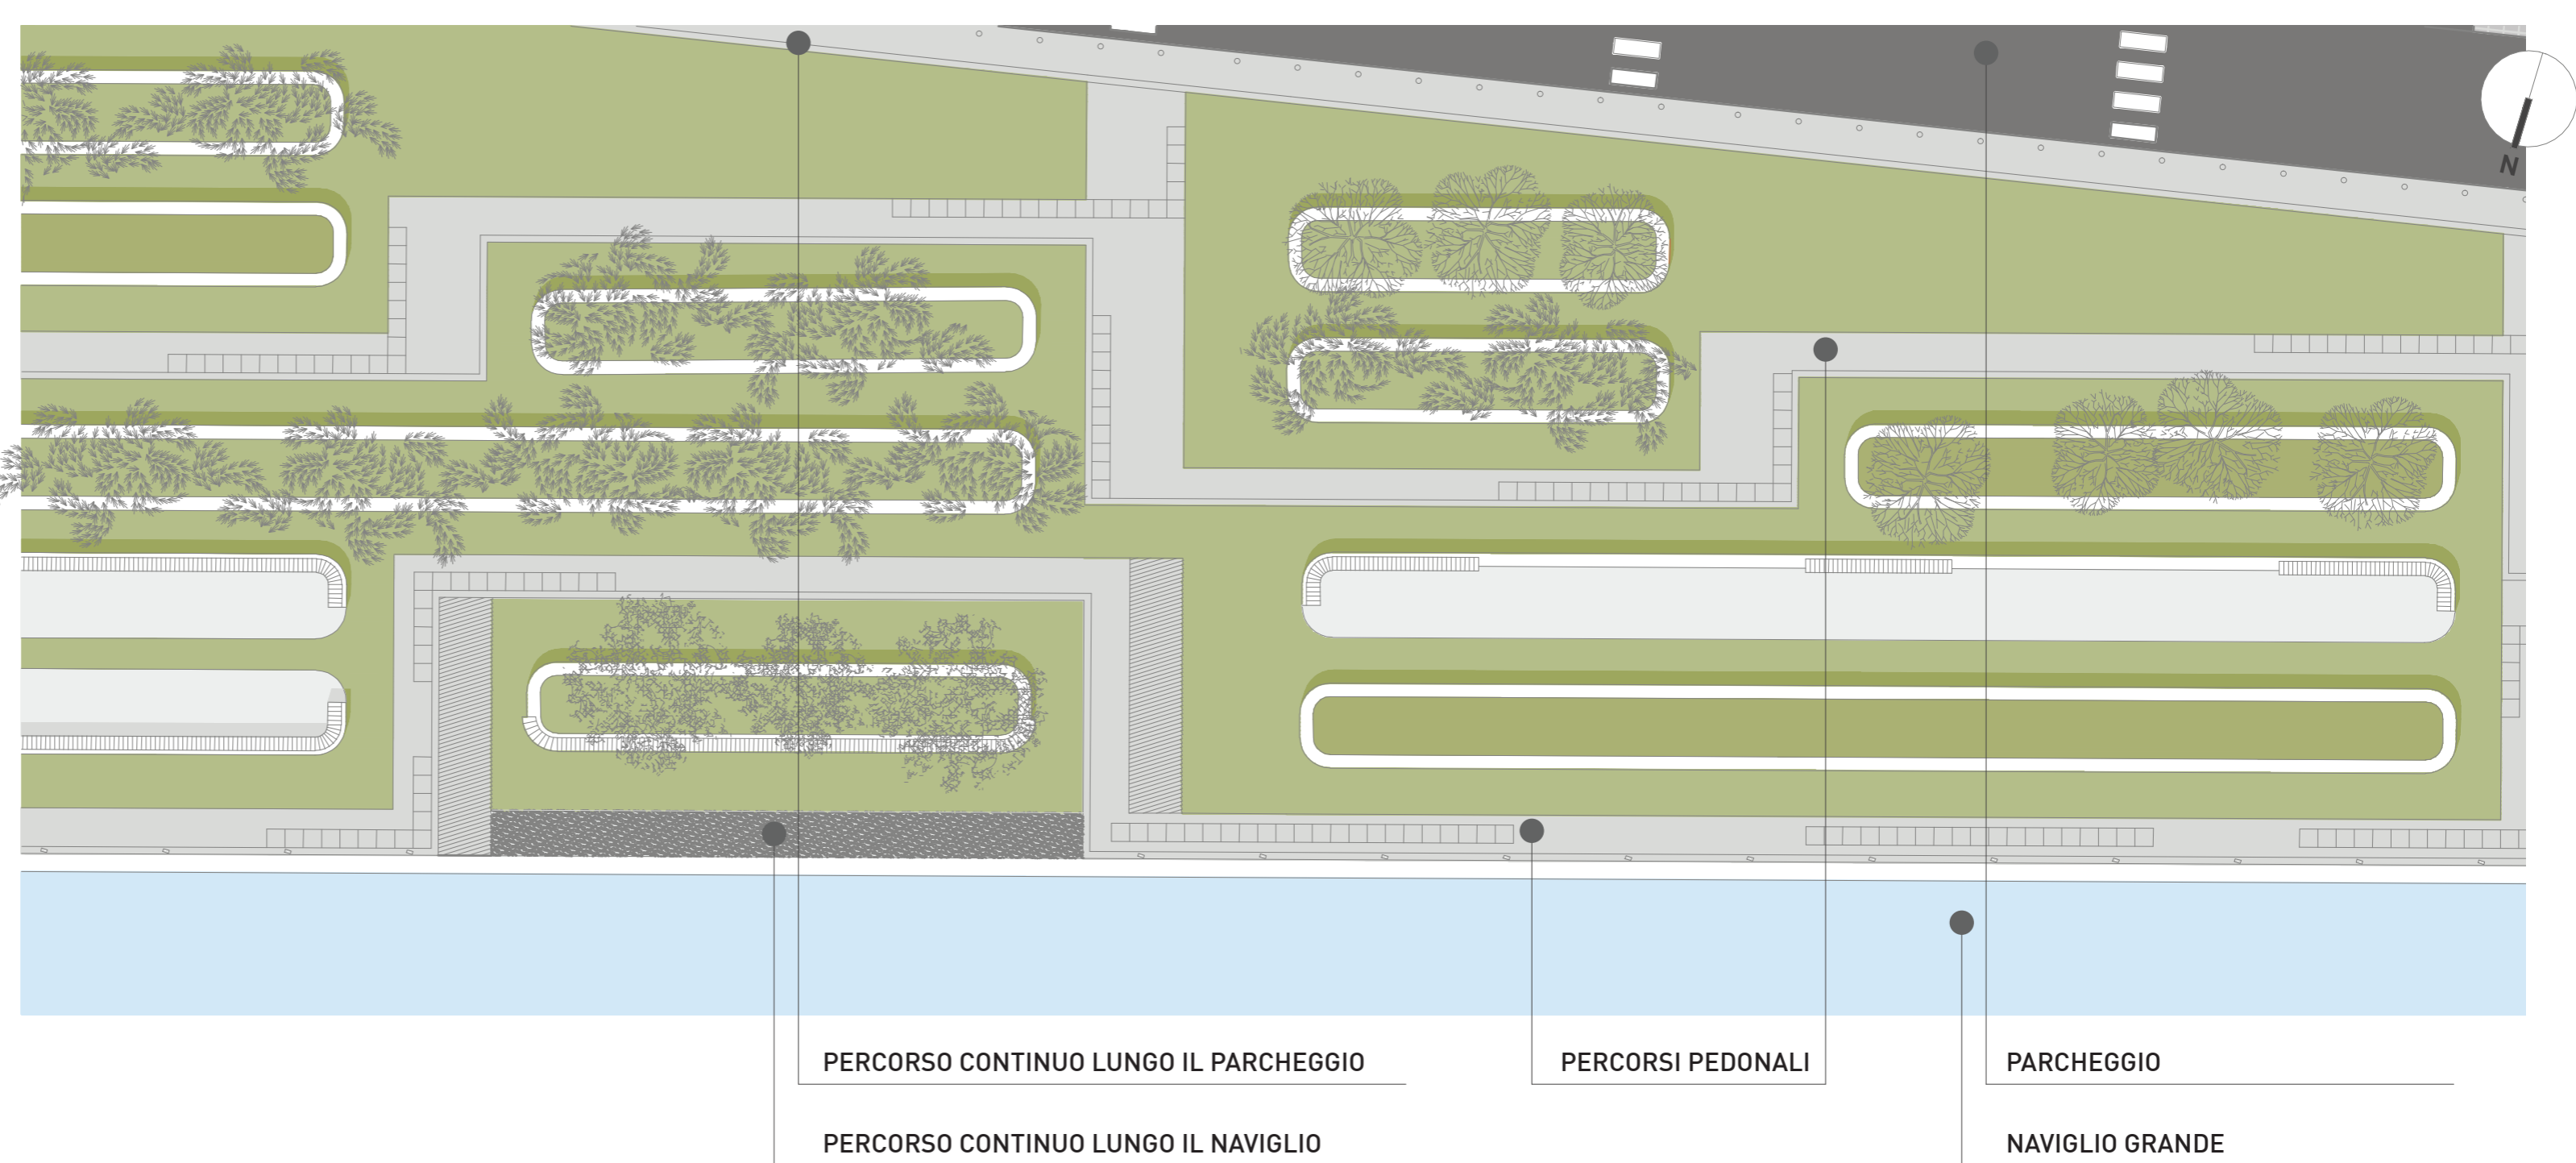 N
PERCORSO CONTINUO LUNGO IL PARCHEGGIO
PERCORSI PEDONALI
PARCHEGGIO
PERCORSO CONTINUO LUNGO IL NAVIGLIO
NAVIGLIO GRANDE